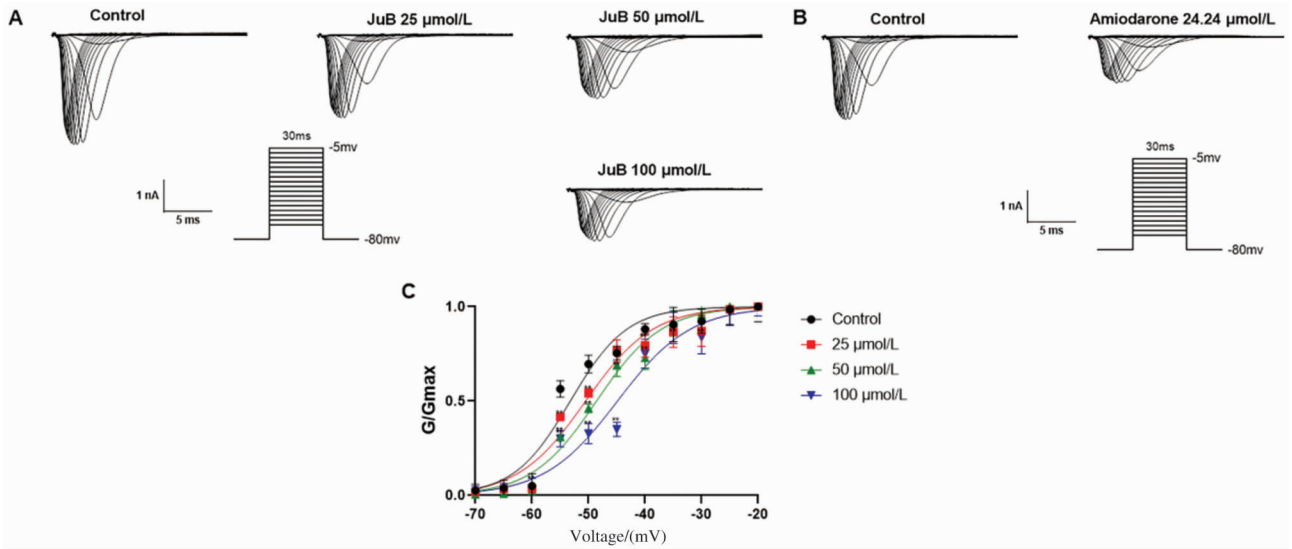 A
Control
JuB 25 μmol/L
JuB 50 μmol/L
30ms
-5mv
1 nA
5 ms
-80mv
JuB 100 μmol/L
B
Control
Amiodarone 24.24 μmol/L
30ms
-5mv
1 nA
5 ms
-80mv
C
G/Gmax
1.0
0.5
0.0
-70
-60
-50
-40
-30
-20
Voltage/(mV)
Control
25 μmol/L
50 μmol/L
100 μmol/L